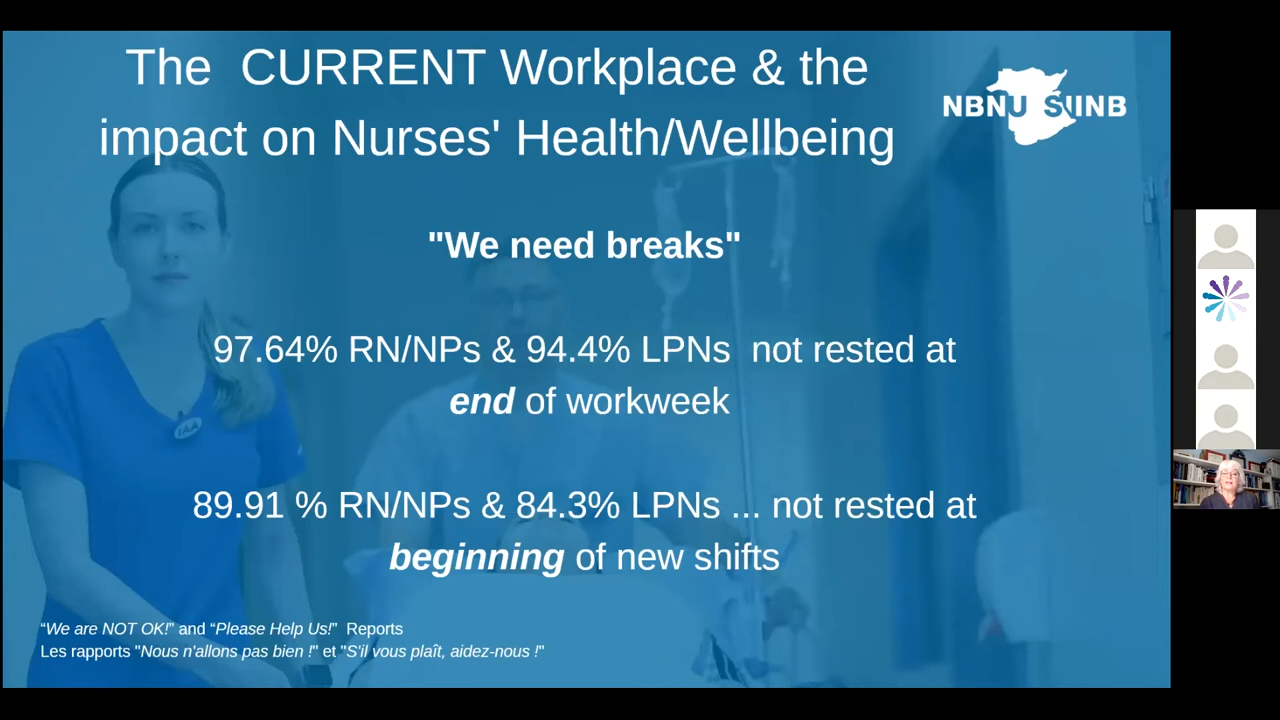 The CURRENT Workplace & the
impact on Nurses' Health/Wellbeing
NBNU SIINB
"We need breaks"
97.64% RN/NPs & 94.4% LPNs not rested at
end of workweek
89.91 % RN/NPs & 84.3% LPNs ... not rested at
beginning of new shifts
IAA
“We are NOT OK!” and “Please Help Us!” Reports
Les rapports "Nous n'allons pas bien !" et "S'il vous plaît, aidez-nous !"